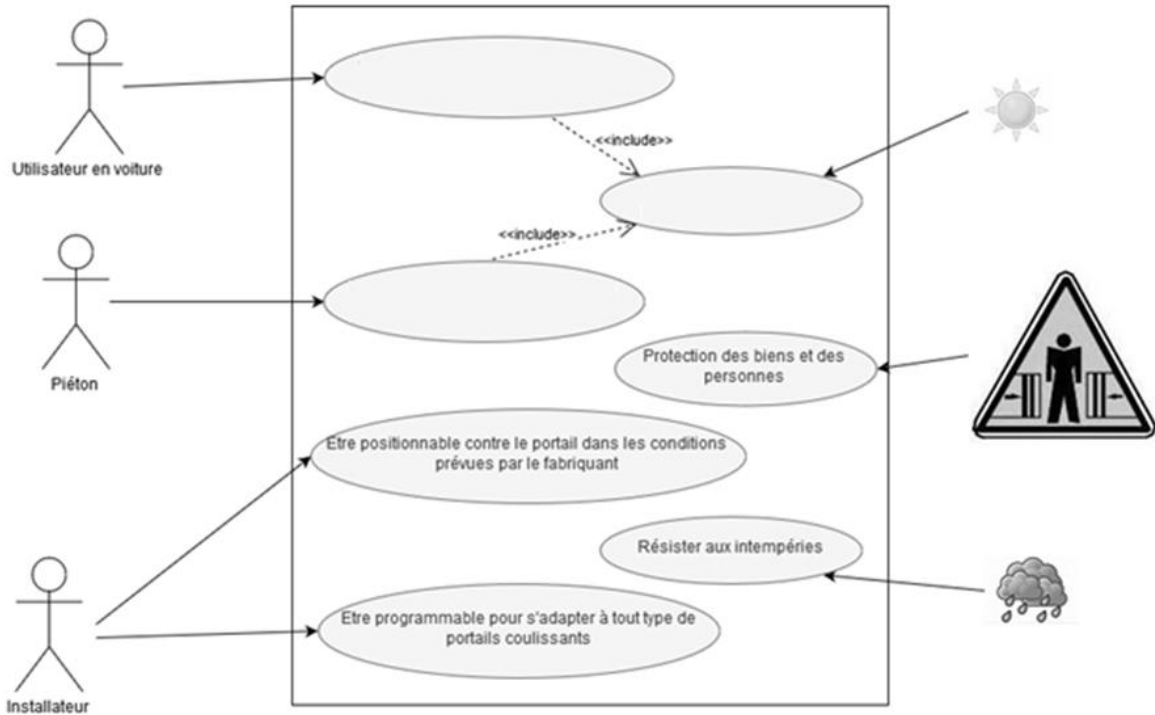 Utilisateur en voiture
<<include>>
<<include>>
Piéton
Protection des biens et des
personnes
Etre positionnable contre le portail dans les conditions
prévues par le fabriquant
Résister aux intempéries
Etre programmable pour s'adapter à tout type de
portails coulissants
Installateur